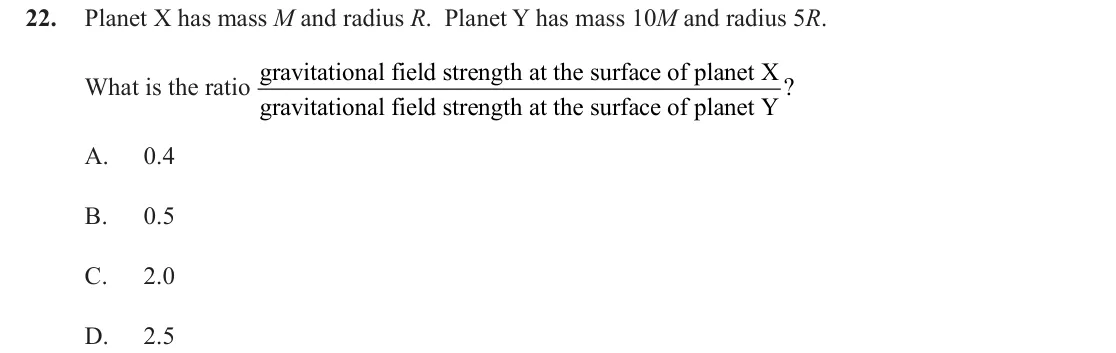 22. Planet X has mass M and radius R. Planet Y has mass 10M and radius 5R.
What is the ratio gravitational field strength at the surface of planet X
gravitational field strength at the surface of planet Y?
A. 0.4
B. 0.5
C. 2.0
D. 2.5